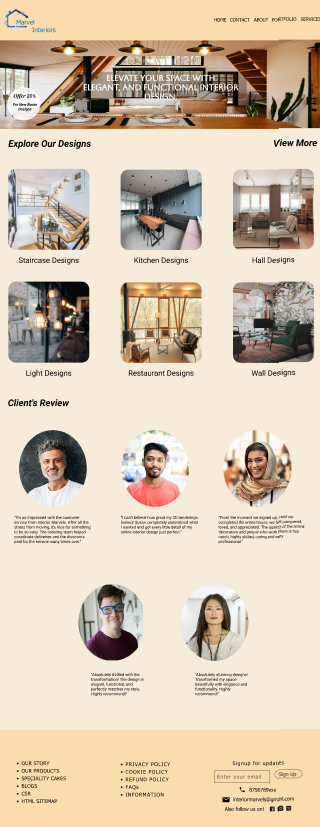 Marvel
Interiors
HOME CONTACT ABOUT PORTFOLIO SERVICES
ELEVATE YOUR SPACE WITH
ELEGANT, AND FUNCTIONAL INTERIOR
DESIGN
Offer 25%
For New Room
Designs
Explore Our Designs
View More
Staircase Designs
Kitchen Designs
Hall Designs
Light Designs
Restaurant Designs
Wall Designs
Client's Review
"I'm so impressed with the customer
service from Interior Marvels. After all the
stress from moving, it's nice for something
to be so easy. The ordering team helped
coordinate deliveries and the discounts
paid for the service many times over."
"I can't believe how great my 3D renderings
looked! Susan completely understood what
I wanted and got every little detail of my
online interior design just perfect."
"From the moment we signed up, until we
completed the entire house, we felt pampered,
loved, and appreciated. The quality of the online
decorators and people who work there is top-
notch, highly skilled, caring and very
professional."
"Absolutely thrilled with the
transformation! The design is
elegant, functional, and
perfectly matches my style.
Highly recommend!"
"Absolutely stunning designs!
Transformed my space
beautifully with elegance and
functionality. Highly
recommend!"
OUR STORY
OUR PRODUCTS
SPECIALITY CAKES
BLOGS
CSR
HTML SITEMAP
PRIVACY POLICY
COOKIE POLICY
REFUND POLICY
FAQs
INFORMATION
Signup for updates
Enter your email
Sign Up
8756789xxx
interiormarvels@gmail.com
Also follow us on!